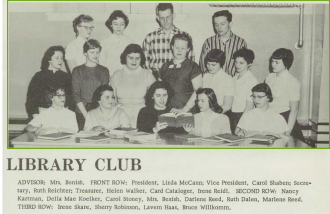 LIBRARY CLUB
ADVISOR: Mrs. Benish. FRONT ROW: President, Linda McCann; Vice President, Carol Shaben; Secre-
tary, Ruth Reichter; Treasurer, Helen Walker, Card Cataloger, Irene Reidl. SECOND ROW: Nancy
Kartman, Della Mae Koelker, Carol Stoney, Mrs. Benish, Darlene Reed, Ruth Dalen, Marlene Reed.
THIRD ROW: Irene Skare, Sherry Robinson, Lavern Haas, Bruce Willkomm.